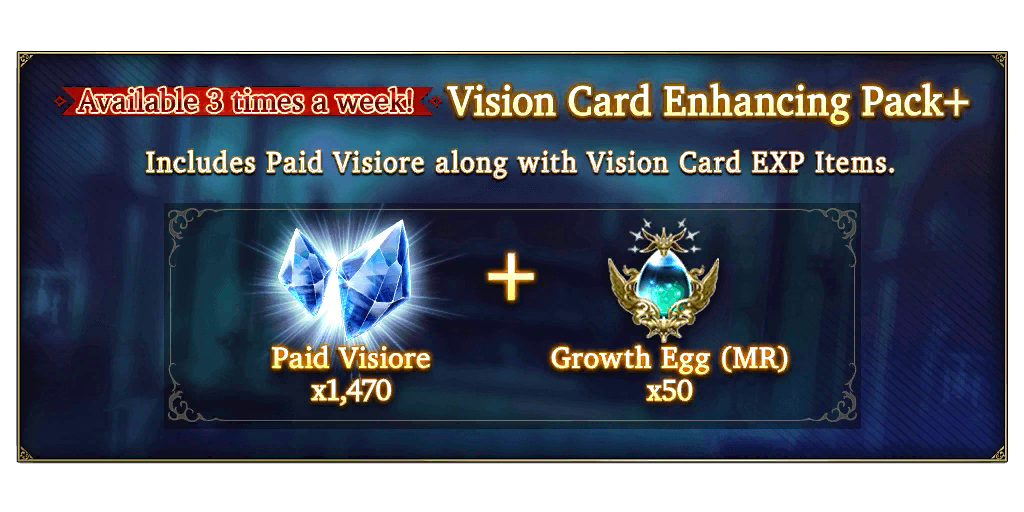 Available 3 times a week! Vision Card Enhancing Pack+
Includes Paid Visiore along with Vision Card EXP Items.
+
Paid Visiore
x1,470
Growth Egg (MR)
x50